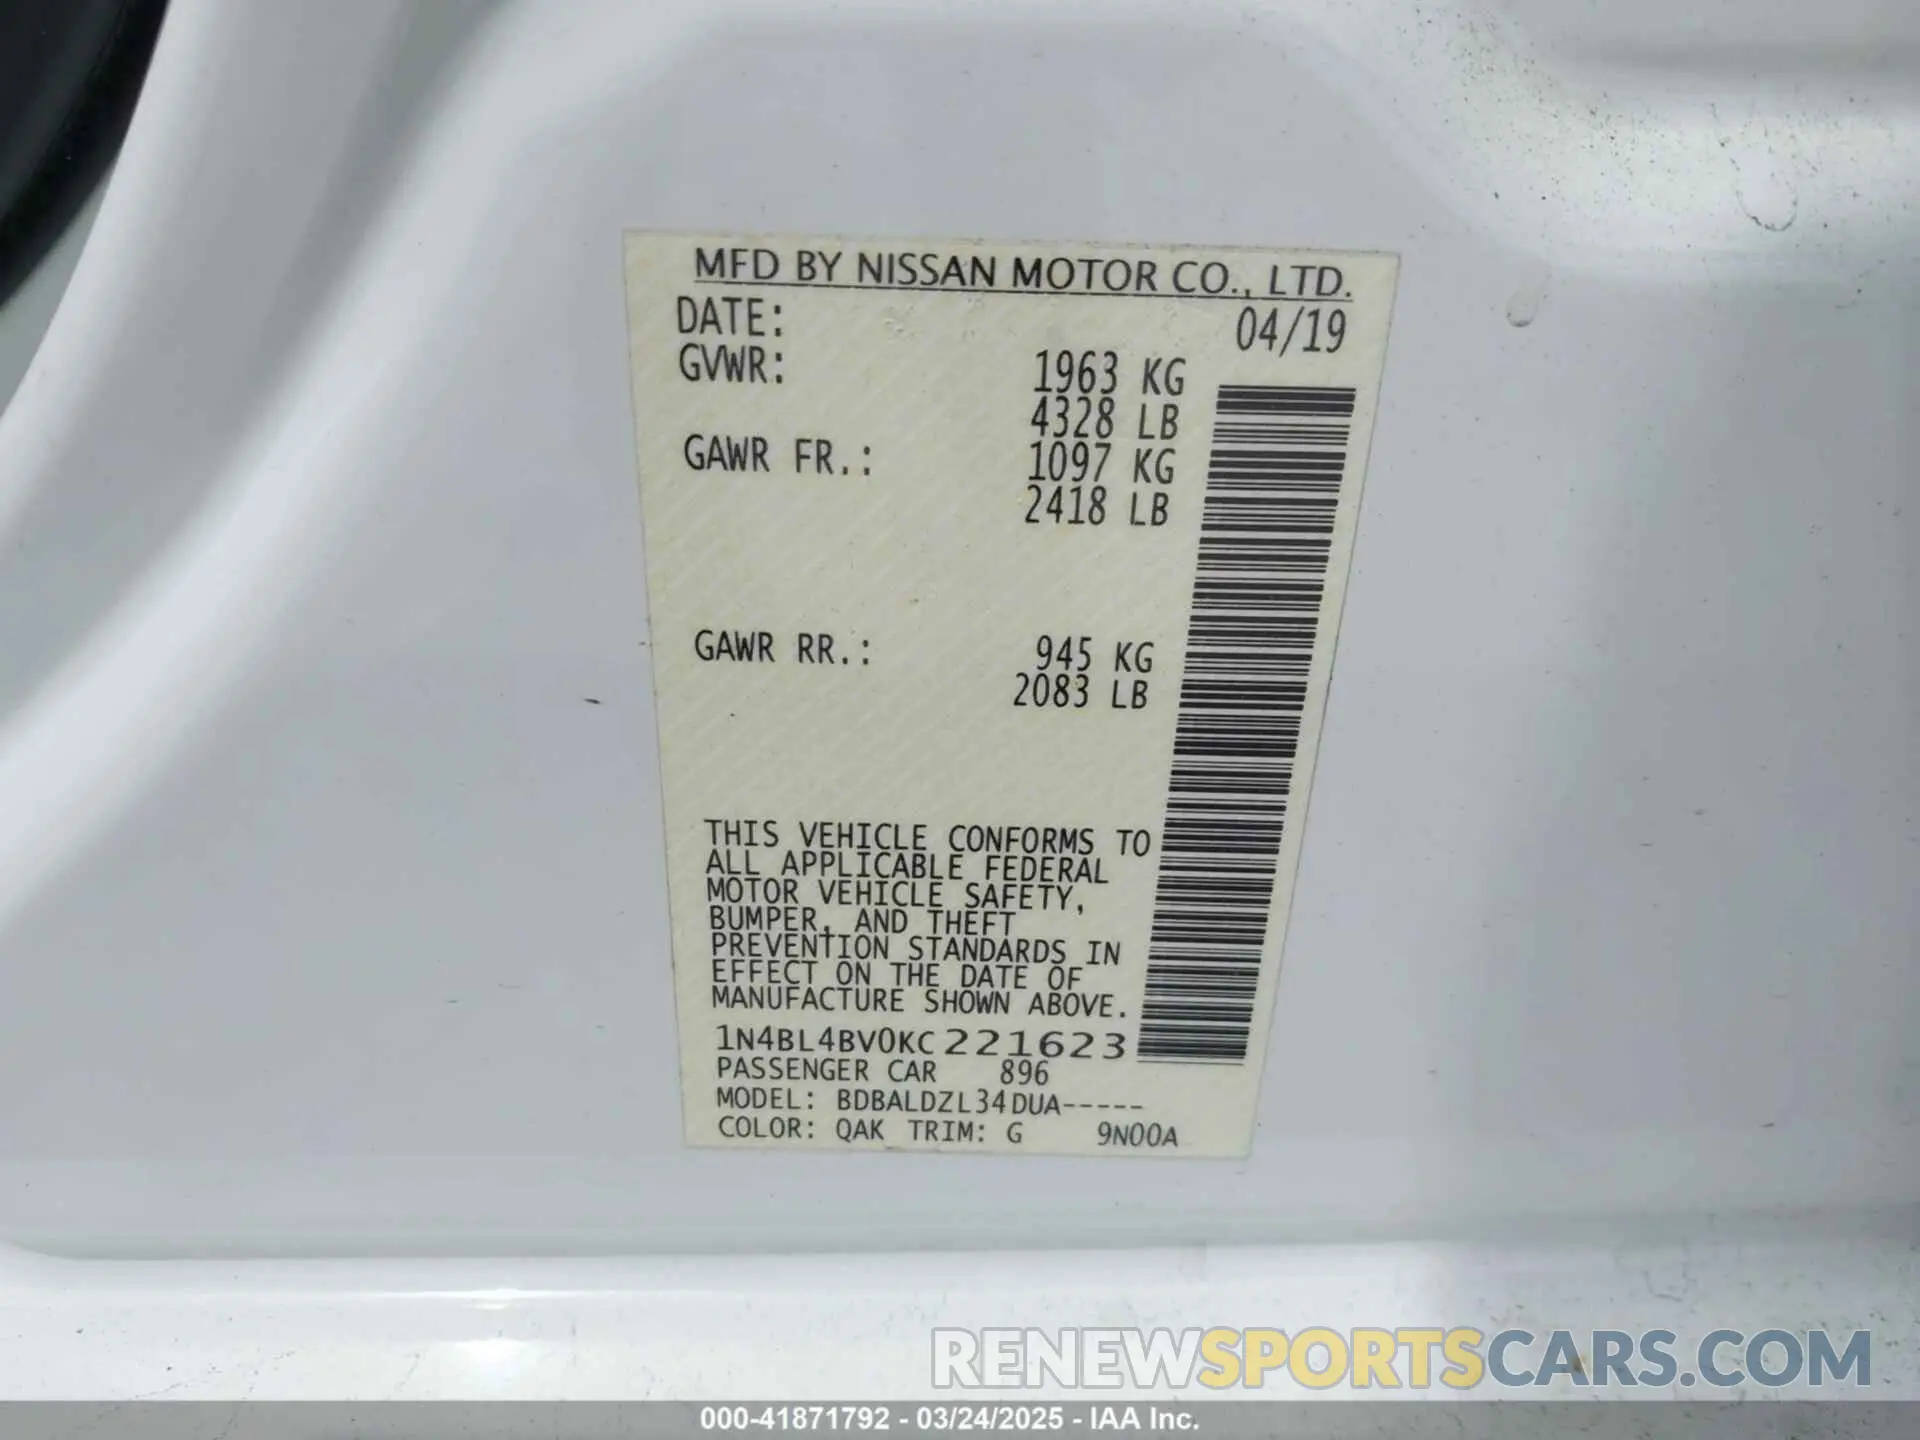 MFD BY NISSAN MOTOR CO., LTD.
DATE: 04/19
GVWR: 1963 KG
4328 LB
GAWR FR.: 1097 KG
2418 LB
GAWR RR.: 945 KG
2083 LB
THIS VEHICLE CONFORMS TO
ALL APPLICABLE FEDERAL
MOTOR VEHICLE SAFETY,
BUMPER, AND THEFT
PREVENTION STANDARDS IN
EFFECT ON THE DATE OF
MANUFACTURE SHOWN ABOVE.
1N4BL4BV0KC221623
PASSENGER CAR 896
MODEL: BDBALDZL34DUA-----
COLOR: QAK TRIM: G 9N00A
RENEWSPORTSCARS.COM
000-41871792 - 03/24/2025 - IAA Inc.